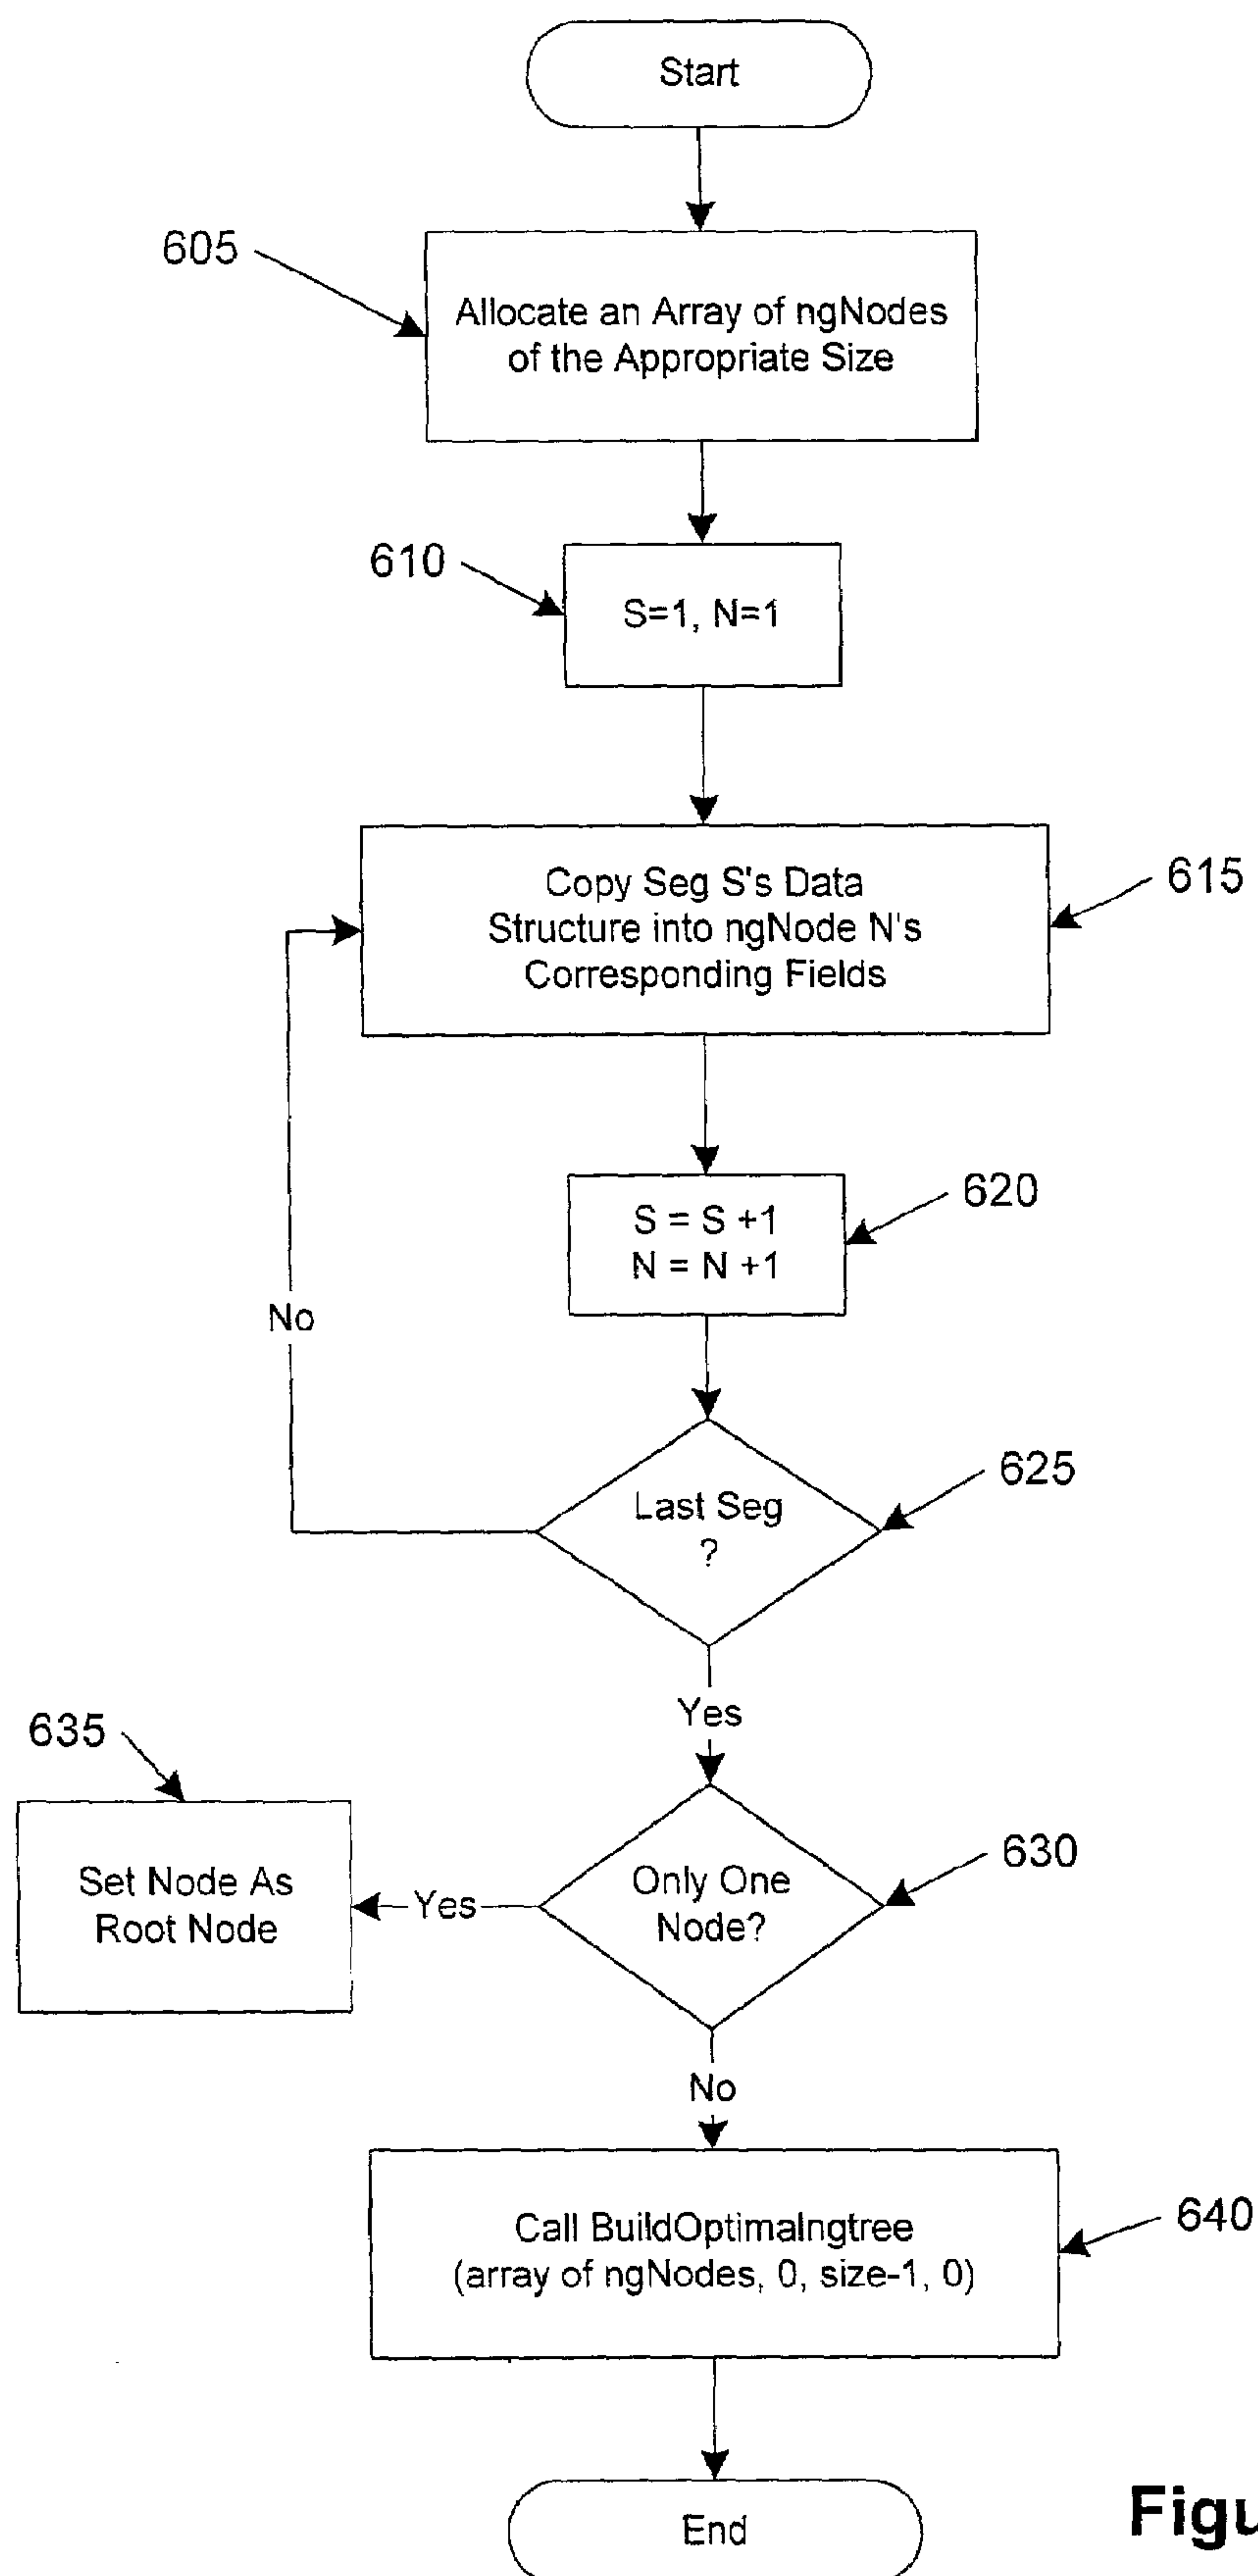 Start
605
Allocate an Array of ngNodes
of the Appropriate Size
610
S=1, N=1
Copy Seg S's Data
Structure into ngNode N's
Corresponding Fields
615
S = S +1
N = N +1
620
No
Last Seg
?
625
Yes
635
Set Node As
Root Node
Yes
Only One
Node?
630
No
Call BuildOptimalngtree
(array of ngNodes, 0, size-1, 0)
640
End